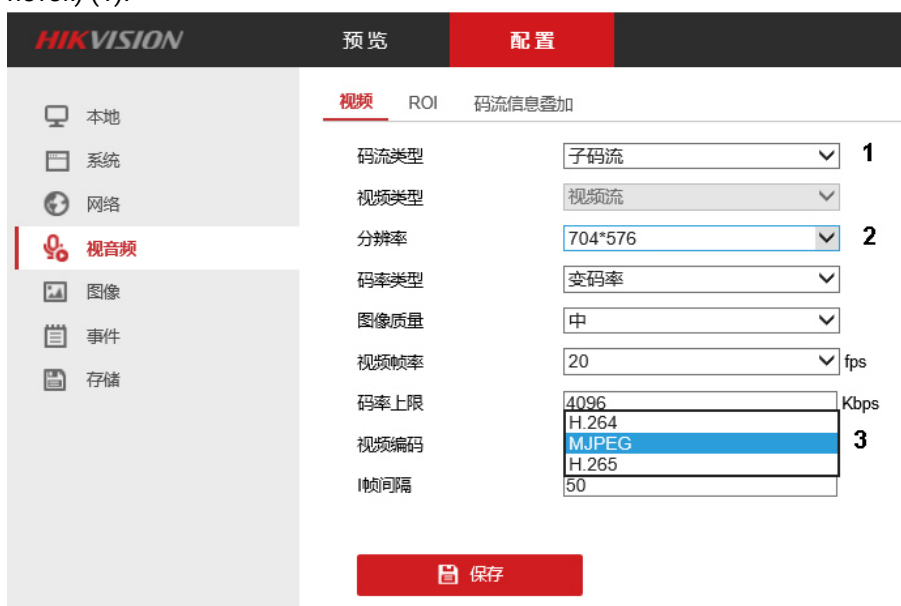 HIKVISION 预览 配置
视频 ROI 码流信息叠加
本地
系统
网络
视音频
图像
事件
存储
码流类型 子码流 1
视频类型 视频流
分辨率 704*576 2
码率类型 变码率
图像质量 中
视频帧率 20 fps
码率上限 4096 Kbps
H.264
视频编码 MJPEG 3
H.265
I帧间隔 50
保存